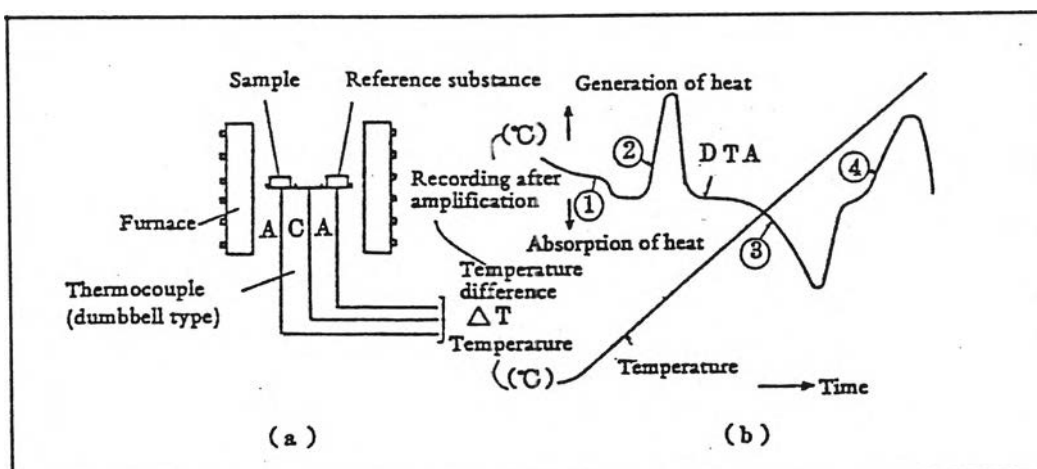 Sample
Reference substance
Generation of heat
(℃)
②
DTA
④
Recording after
amplification
①
Furnace
A C A
Absorption of heat
③
Temperature
difference
Thermocouple
(dumbbell type)
△T
Temperature
(℃)
Temperature
Time
(a)
(b)